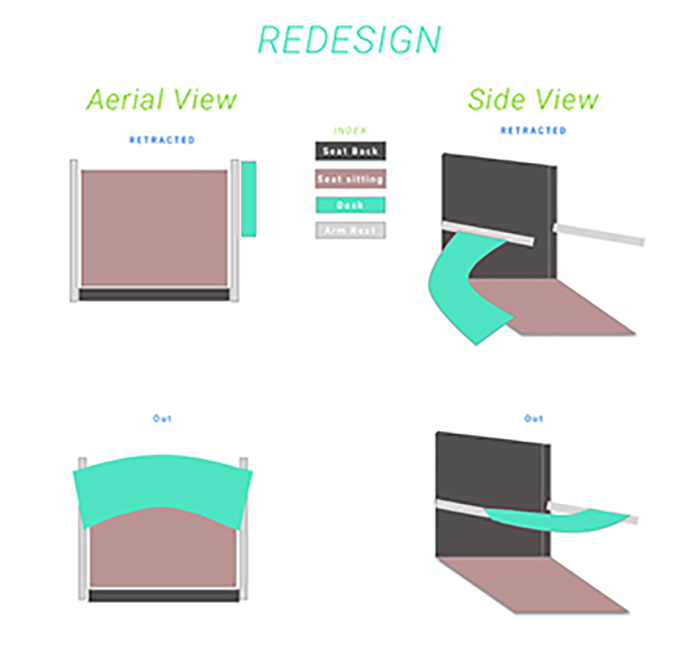 REDESIGN
Aerial View
Side View
RETRACTED
RETRACTED
INDEX
Seat Back
Seat sitting
Desk
Arm Rest
Out
Out